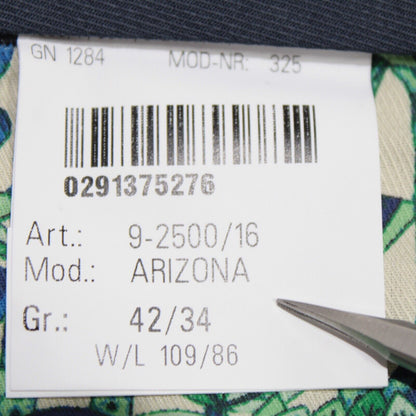 GN 1284 MOD-NR: 325
0291375276
Art.: 9-2500/16
Mod.: ARIZONA
Gr.: 42/34
W/L 109/86